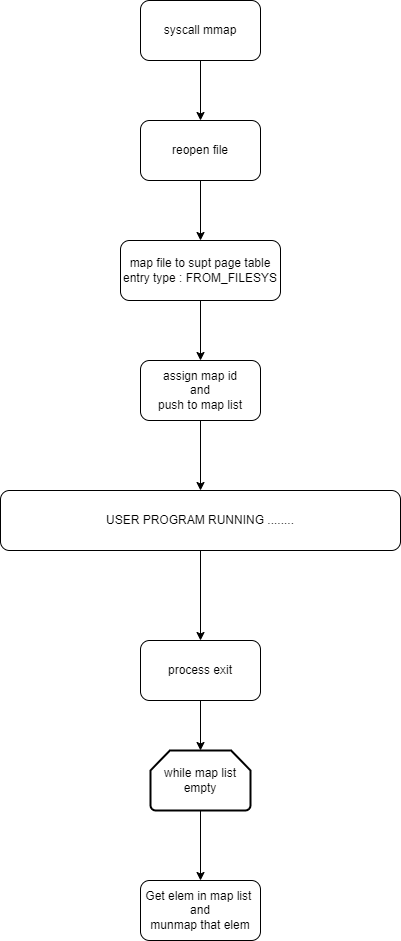 syscall mmap
reopen file
map file to supt page table
entry type : FROM_FILESYS
assign map id
and
push to map list
USER PROGRAM RUNNING ........
process exit
while map list
empty
Get elem in map list
and
munmap that elem